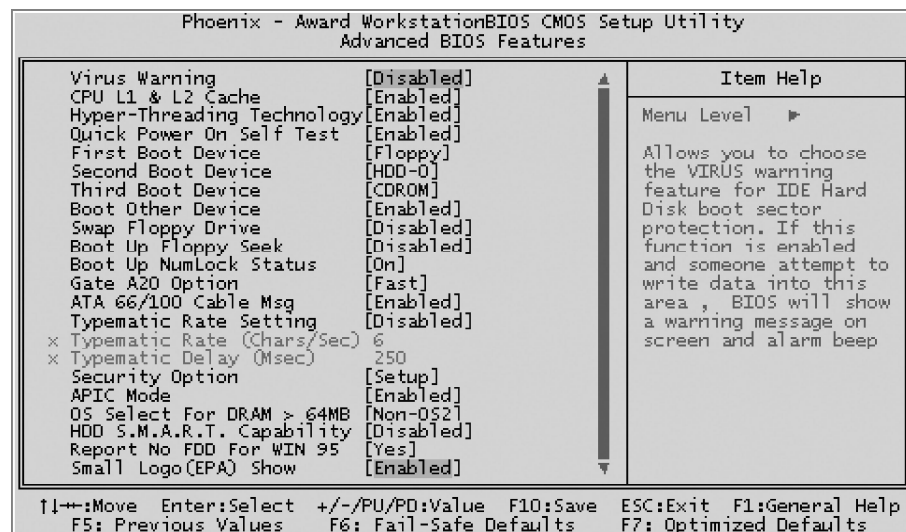 Phoenix - Award WorkstationBIOS CMOS Setup Utility
Advanced BIOS Features
Virus Warning [Disabled]
CPU L1 & L2 Cache [Enabled]
Hyper-Threading Technology[Enabled]
Quick Power On Self Test [Enabled]
First Boot Device [Floppy]
Second Boot Device [HDD-0]
Third Boot Device [CDROM]
Boot Other Device [Enabled]
Swap Floppy Drive [Disabled]
Boot Up Floppy Seek [Disabled]
Boot Up NumLock Status [On]
Gate A20 Option [Fast]
ATA 66/100 Cable Msg [Enabled]
Typematic Rate Setting [Disabled]
x Typematic Rate (Chars/Sec) 6
x Typematic Delay (Msec) 250
Security Option [Setup]
APIC Mode [Enabled]
OS Select For DRAM > 64MB [Non-OS2]
HDD S.M.A.R.T. Capability [Disabled]
Report No FDD For WIN 95 [Yes]
Small Logo(EPA) Show [Enabled]
Item Help
Menu Level ►
Allows you to choose
the VIRUS warning
feature for IDE Hard
Disk boot sector
protection. If this
function is enabled
and someone attempt to
write data into this
area , BIOS will show
a warning message on
screen and alarm beep
↑↓→←:Move Enter:Select +/-/PU/PD:Value F10:Save ESC:Exit F1:General Help
F5: Previous Values F6: Fail-Safe Defaults F7: Optimized Defaults